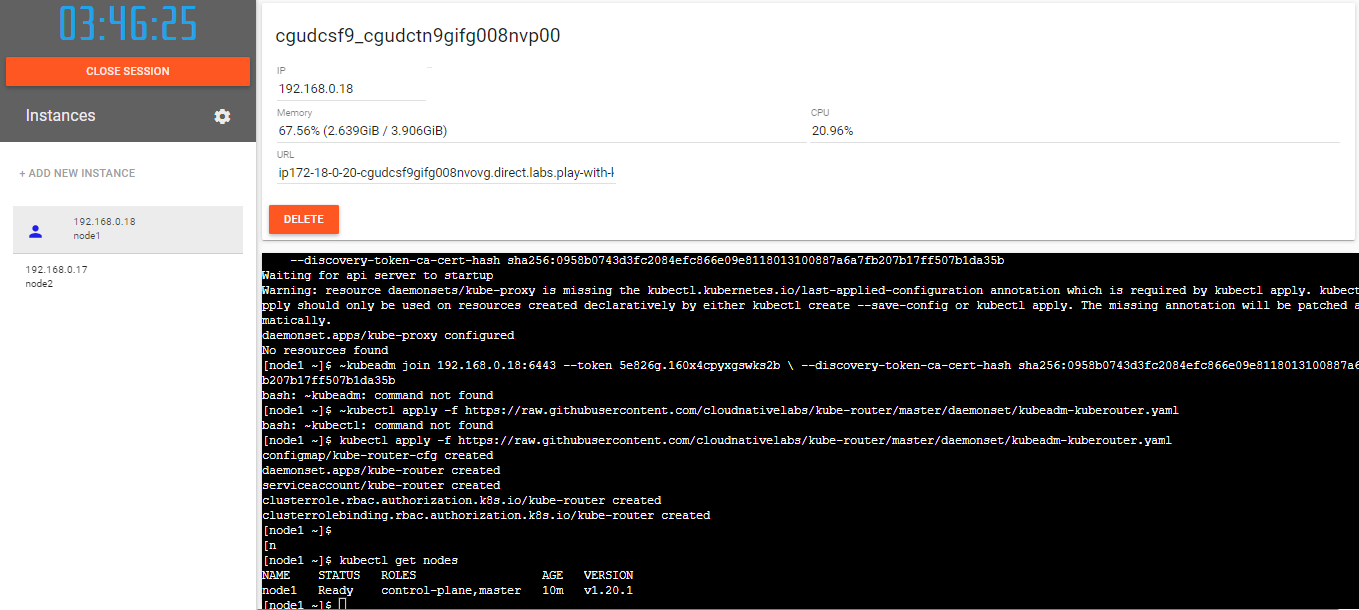 03:46:25
CLOSE SESSION
Instances
+ ADD NEW INSTANCE
192.168.0.18
node1
192.168.0.17
node2
cgudcsf9_cgudctn9gifg008nvp00
IP
192.168.0.18
Memory
67.56% (2.639GiB / 3.906GiB)
CPU
20.96%
URL
ip172-18-0-20-cgudcsf9gifg008nvovg.direct.labs.play-with-k
DELETE
--discovery-token-ca-cert-hash sha256:0958b0743d3fc2084efc866e09e8118013100887a6a7fb207b17ff507b1da35b
Waiting for api server to startup
Warning: resource daemonsets/kube-proxy is missing the kubectl.kubernetes.io/last-applied-configuration annotation which is required by kubectl apply. kubect
pply should only be used on resources created declaratively by either kubectl create --save-config or kubectl apply. The missing annotation will be patched a
matically.
daemonset.apps/kube-proxy configured
No resources found
[node1 ~]$ ~kubeadm join 192.168.0.18:6443 --token 5e826g.160x4cpyxgswks2b \ --discovery-token-ca-cert-hash sha256:0958b0743d3fc2084efc866e09e8118013100887a6
b207b17ff507b1da35b
bash: ~kubeadm: command not found
[node1 ~]$ ~kubectl apply -f https://raw.githubusercontent.com/cloudnativelabs/kube-router/master/daemonset/kubeadm-kuberouter.yaml
bash: ~kubectl: command not found
[node1 ~]$ kubectl apply -f https://raw.githubusercontent.com/cloudnativelabs/kube-router/master/daemonset/kubeadm-kuberouter.yaml
configmap/kube-router-cfg created
daemonset.apps/kube-router created
serviceaccount/kube-router created
clusterrole.rbac.authorization.k8s.io/kube-router created
clusterrolebinding.rbac.authorization.k8s.io/kube-router created
[node1 ~]$
[n
[node1 ~]$ kubectl get nodes
NAME STATUS ROLES AGE VERSION
node1 Ready control-plane,master 10m v1.20.1
[node1 ~]$